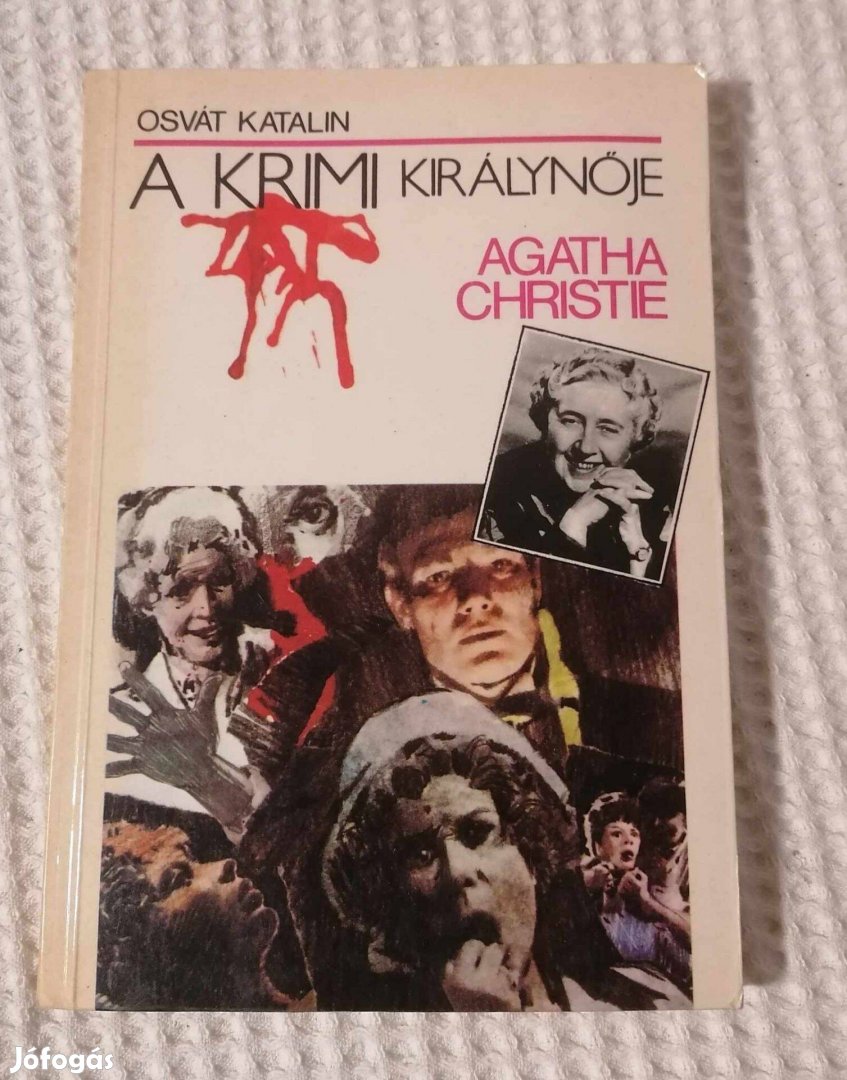 OSVÁT KATALIN
A KRIMI KIRÁLYNŐJE
AGATHA
CHRISTIE
Jófogás